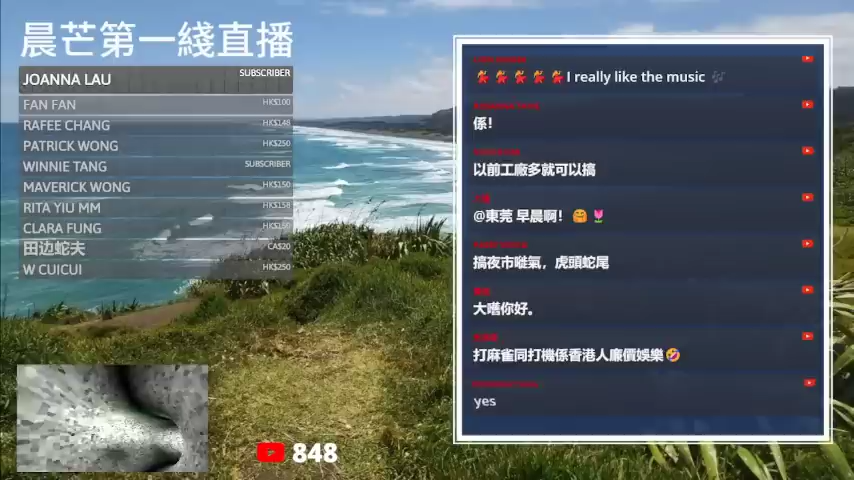 晨芒第一綫直播
JOANNA LAU SUBSCRIBER
FAN FAN HK$100
RAFEE CHANG HK$148
PATRICK WONG HK$250
WINNIE TANG SUBSCRIBER
MAVERICK WONG HK$150
RITA YIU MM HK$158
CLARA FUNG
田边蛇夫 CA$20
W CUICUI HK$250
848
💃💃💃💃💃I really like the music 🎶
係！
以前工廠多就可以搞
@東莞 早晨啊！ 🤗🌷
搞夜市嘥氣，虎頭蛇尾
大嚿你好。
打麻雀同打機係香港人廉價娛樂🤣
yes